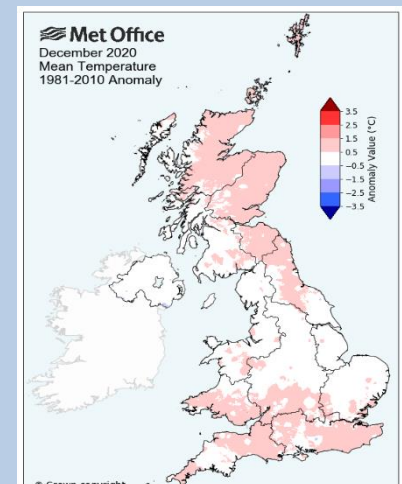 Met Office
December 2020
Mean Temperature
1981-2010 Anomaly
3.5
2.5
1.5
0.5
−0.5
−1.5
−2.5
−3.5
Anomaly Value (°C)
© Crown copyright